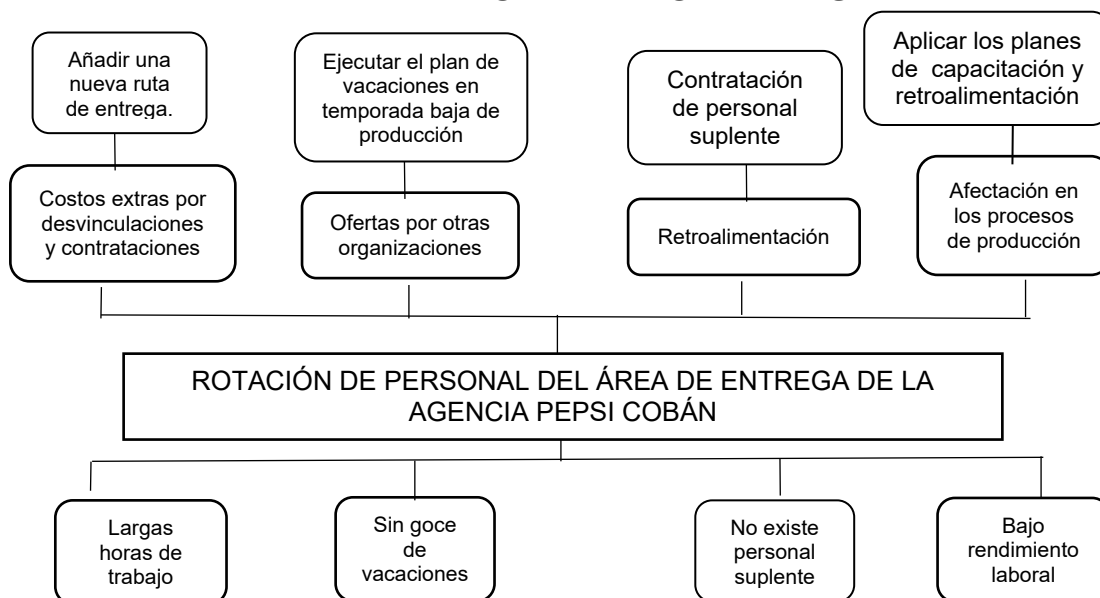 Añadir una
nueva ruta
de entrega.
Ejecutar el plan de
vacaciones en
temporada baja de
producción
Contratación
de personal
suplente
Aplicar los planes
de capacitación y
retroalimentación
Costos extras por
desvinculaciones
y contrataciones
Ofertas por otras
organizaciones
Retroalimentación
Afectación en
los procesos
de producción
ROTACIÓN DE PERSONAL DEL ÁREA DE ENTREGA DE LA
AGENCIA PEPSI COBÁN
Largas
horas de
trabajo
Sin goce
de
vacaciones
No existe
personal
suplente
Bajo
rendimiento
laboral